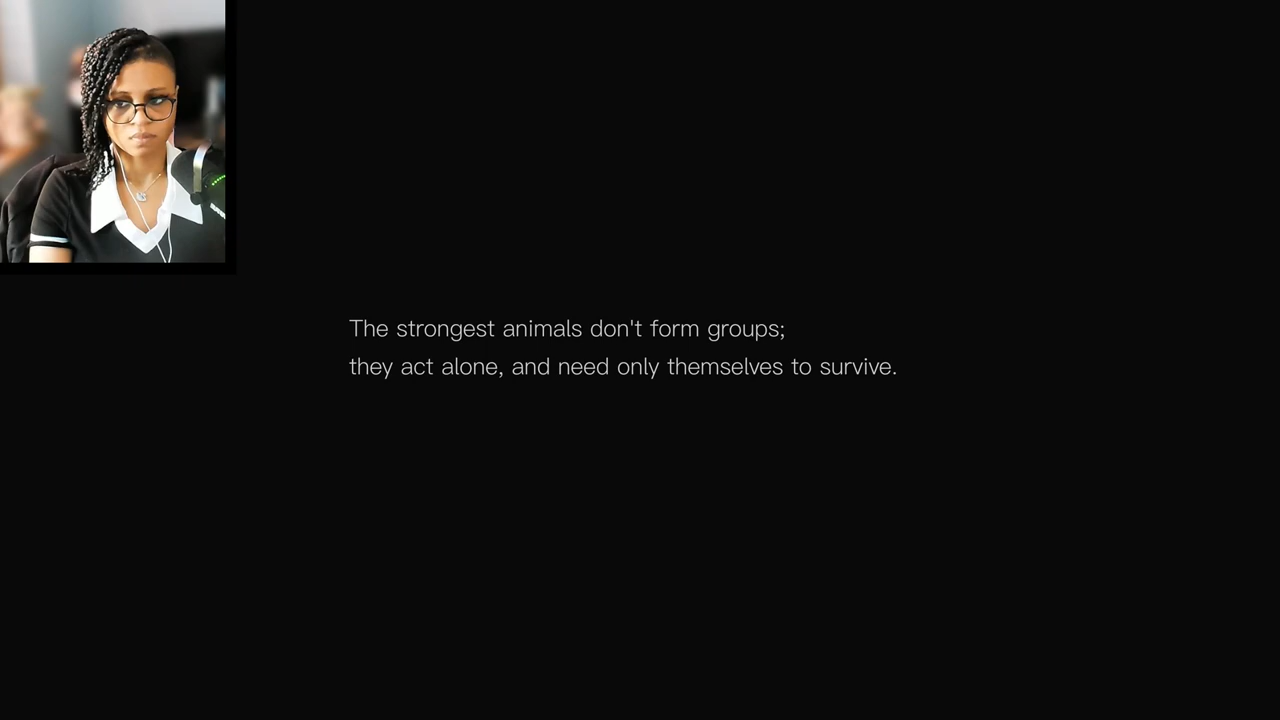 The strongest animals don't form groups;
they act alone, and need only themselves to survive.